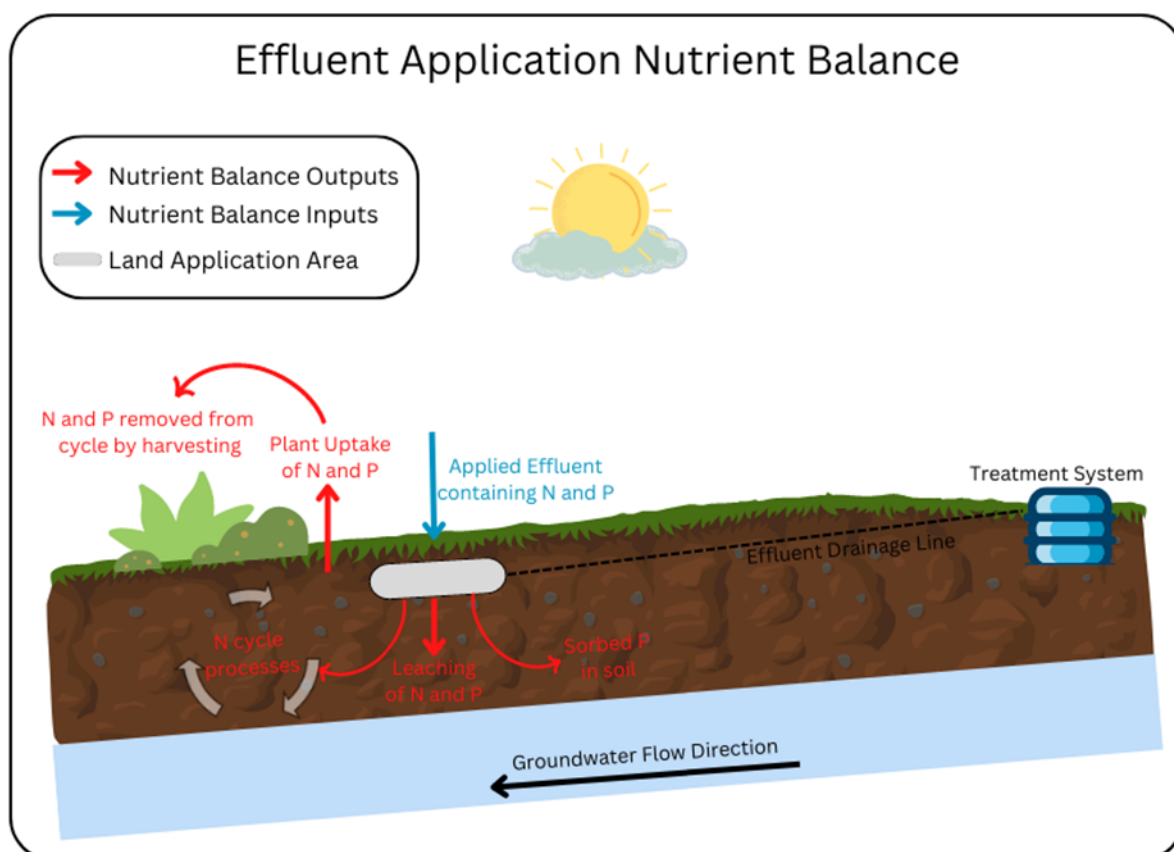 Effluent Application Nutrient Balance
Nutrient Balance Outputs
Nutrient Balance Inputs
Land Application Area
N and P removed from
cycle by harvesting
Plant Uptake
of N and P
Applied Effluent
containing N and P
Treatment System
Effluent Drainage Line
N cycle
processes
Leaching
of N and P
Sorbed P
in soil
Groundwater Flow Direction